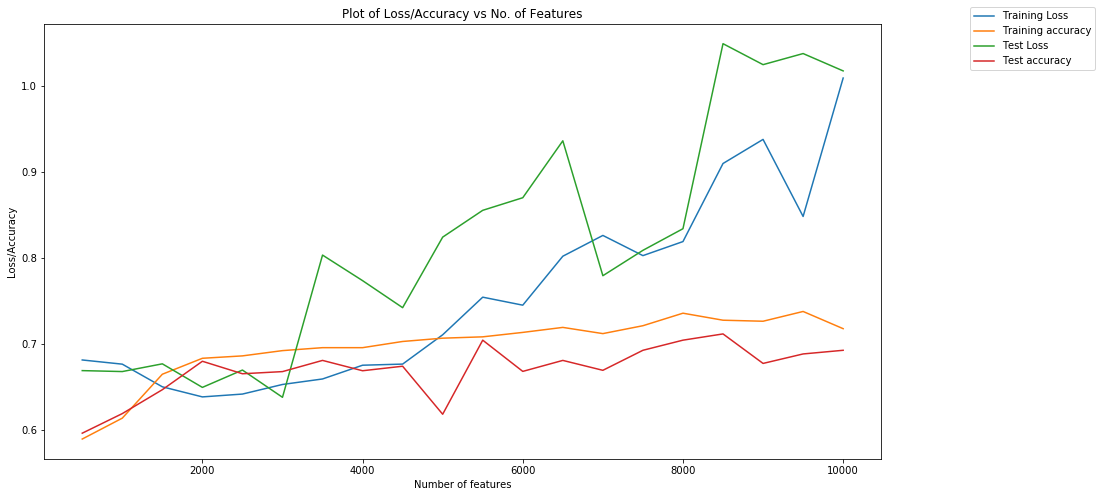 Plot of Loss/Accuracy vs No. of Features
Training Loss
Training accuracy
Test Loss
Test accuracy
1.0
0.9
0.8
0.7
0.6
Loss/Accuracy
2000 4000 6000 8000 10000
Number of features